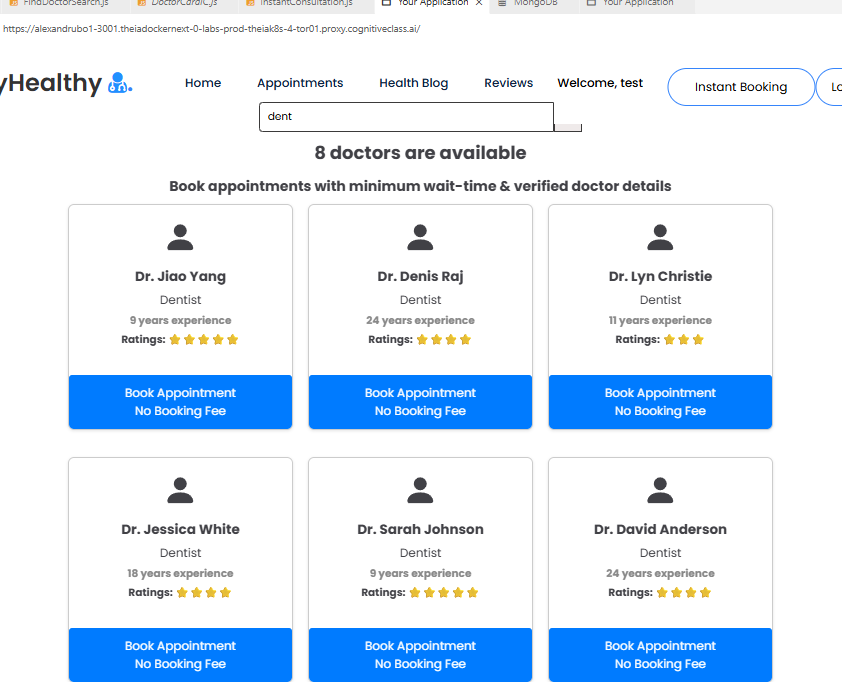 FindDoctorSearch.js DoctorCardIC.js InstantConsultation.js Your Application × MongoDB Your Application
https://alexandrubo1-3001.theiadockernext-0-labs-prod-theiak8s-4-tor01.proxy.cognitiveclass.ai/
yHealthy Home Appointments Health Blog Reviews Welcome, test Instant Booking Lo
dent
8 doctors are available
Book appointments with minimum wait-time & verified doctor details
Dr. Jiao Yang
Dentist
9 years experience
Ratings:
Book Appointment
No Booking Fee
Dr. Denis Raj
Dentist
24 years experience
Ratings:
Book Appointment
No Booking Fee
Dr. Lyn Christie
Dentist
11 years experience
Ratings:
Book Appointment
No Booking Fee
Dr. Jessica White
Dentist
18 years experience
Ratings:
Book Appointment
No Booking Fee
Dr. Sarah Johnson
Dentist
9 years experience
Ratings:
Book Appointment
No Booking Fee
Dr. David Anderson
Dentist
24 years experience
Ratings:
Book Appointment
No Booking Fee